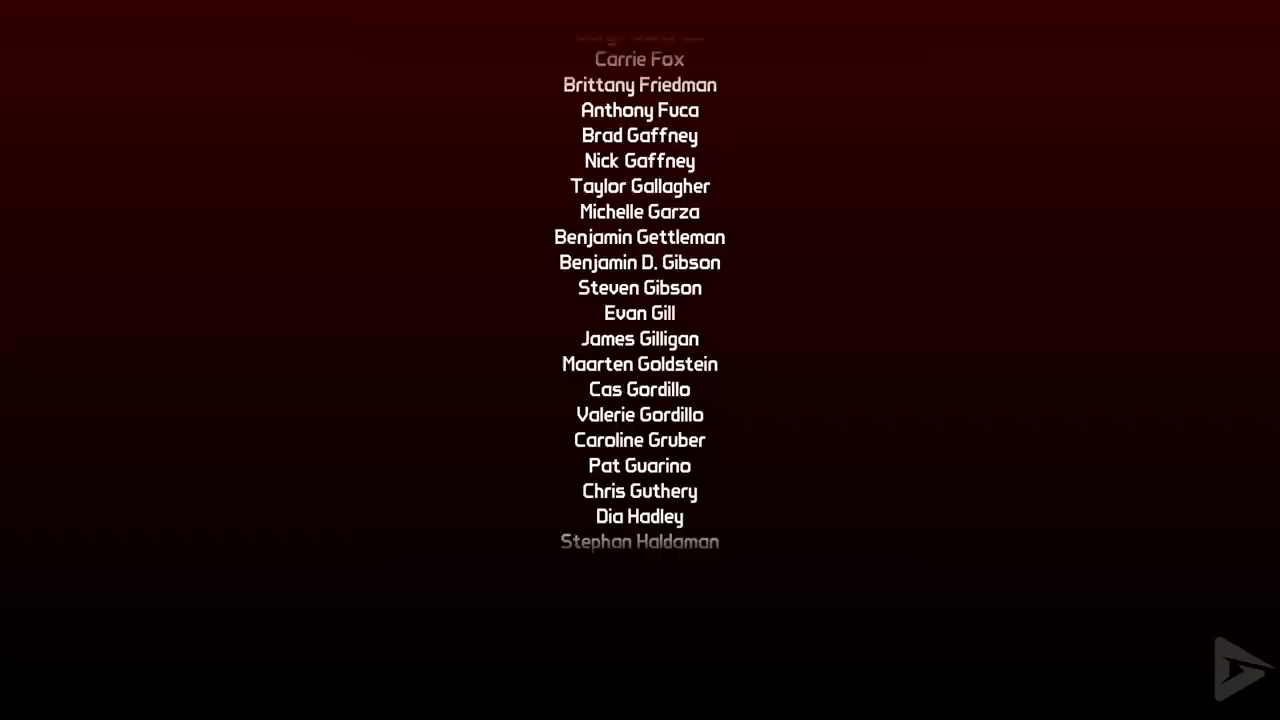 Carrie Fox
Brittany Friedman
Anthony Fuca
Brad Gaffney
Nick Gaffney
Taylor Gallagher
Michelle Garza
Benjamin Gettleman
Benjamin D. Gibson
Steven Gibson
Evan Gill
James Gilligan
Maarten Goldstein
Cas Gordillo
Valerie Gordillo
Caroline Gruber
Pat Guarino
Chris Guthery
Dia Hadley
Stephan Haldaman